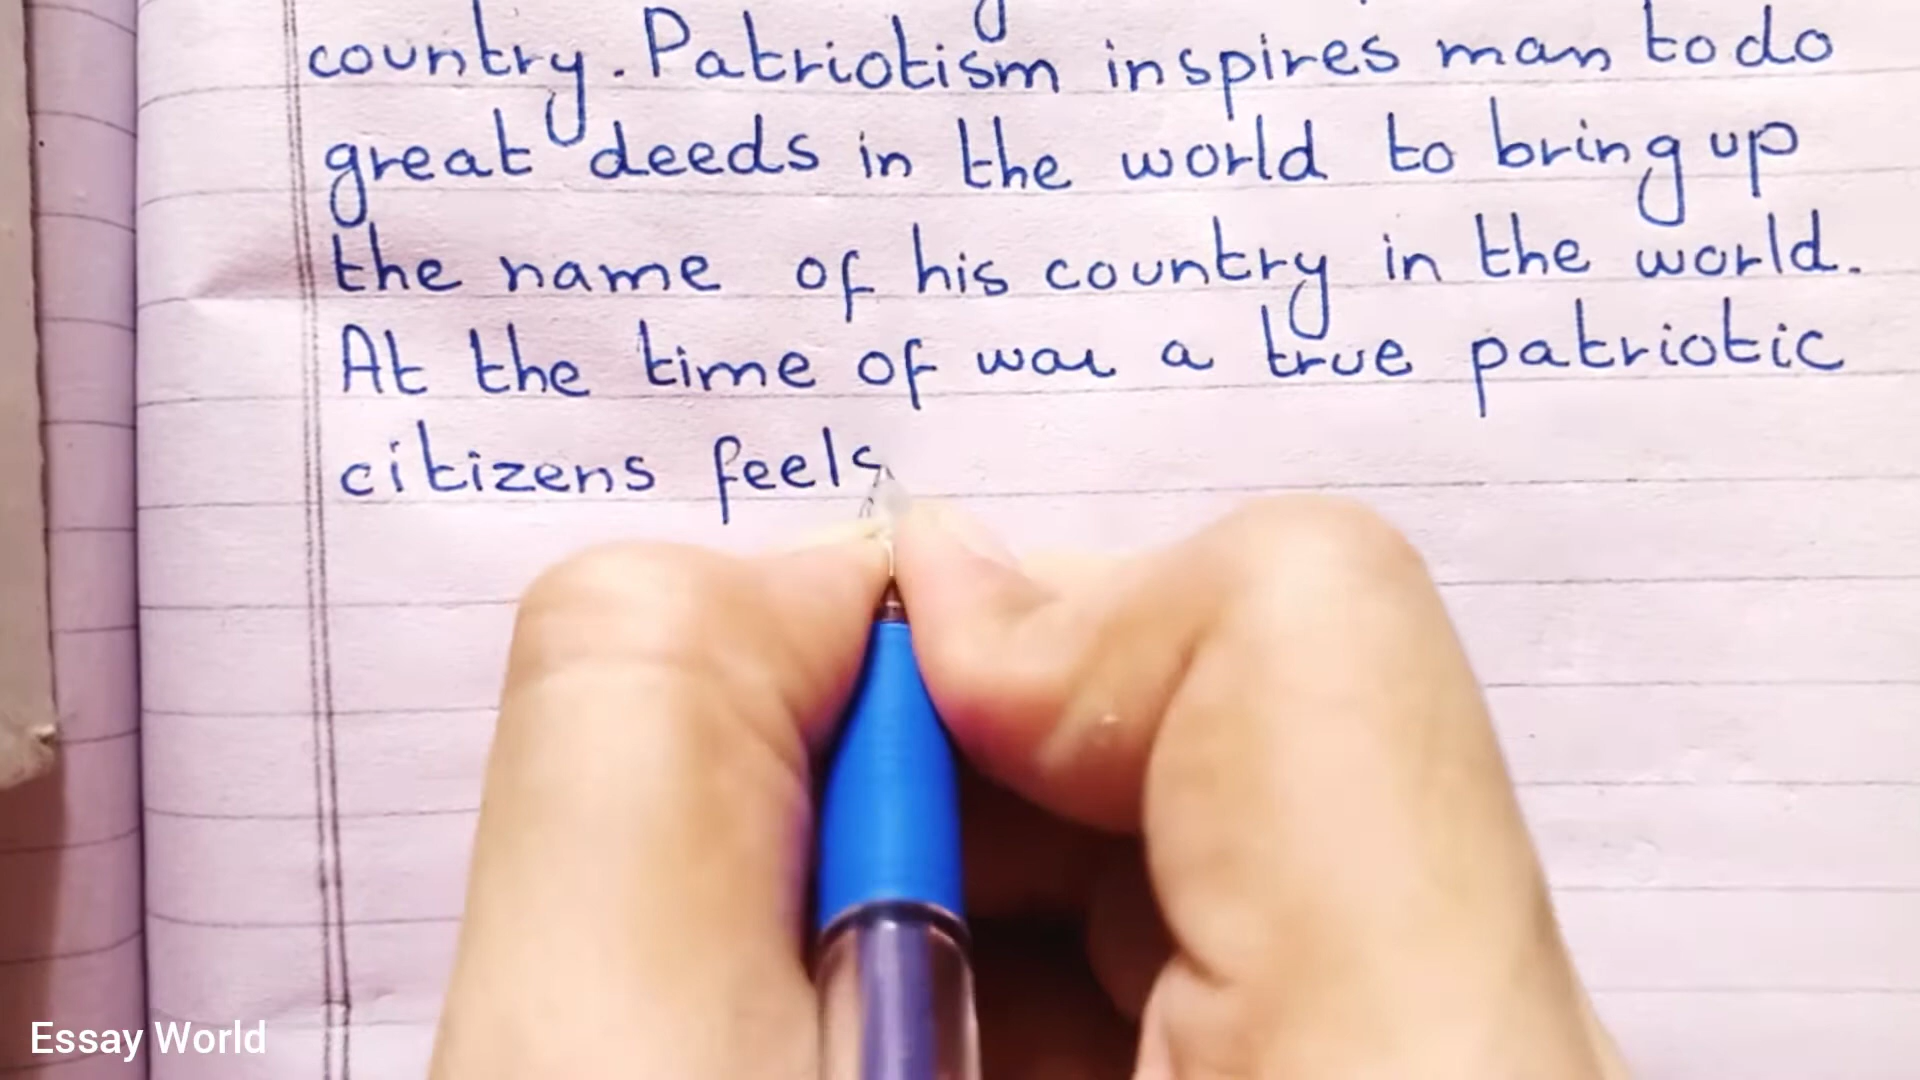 country. Patriotism inspires man to do
great deeds in the world to bring up
the name of his country in the world.
At the time of war a true patriotic
citizens feels
Essay World